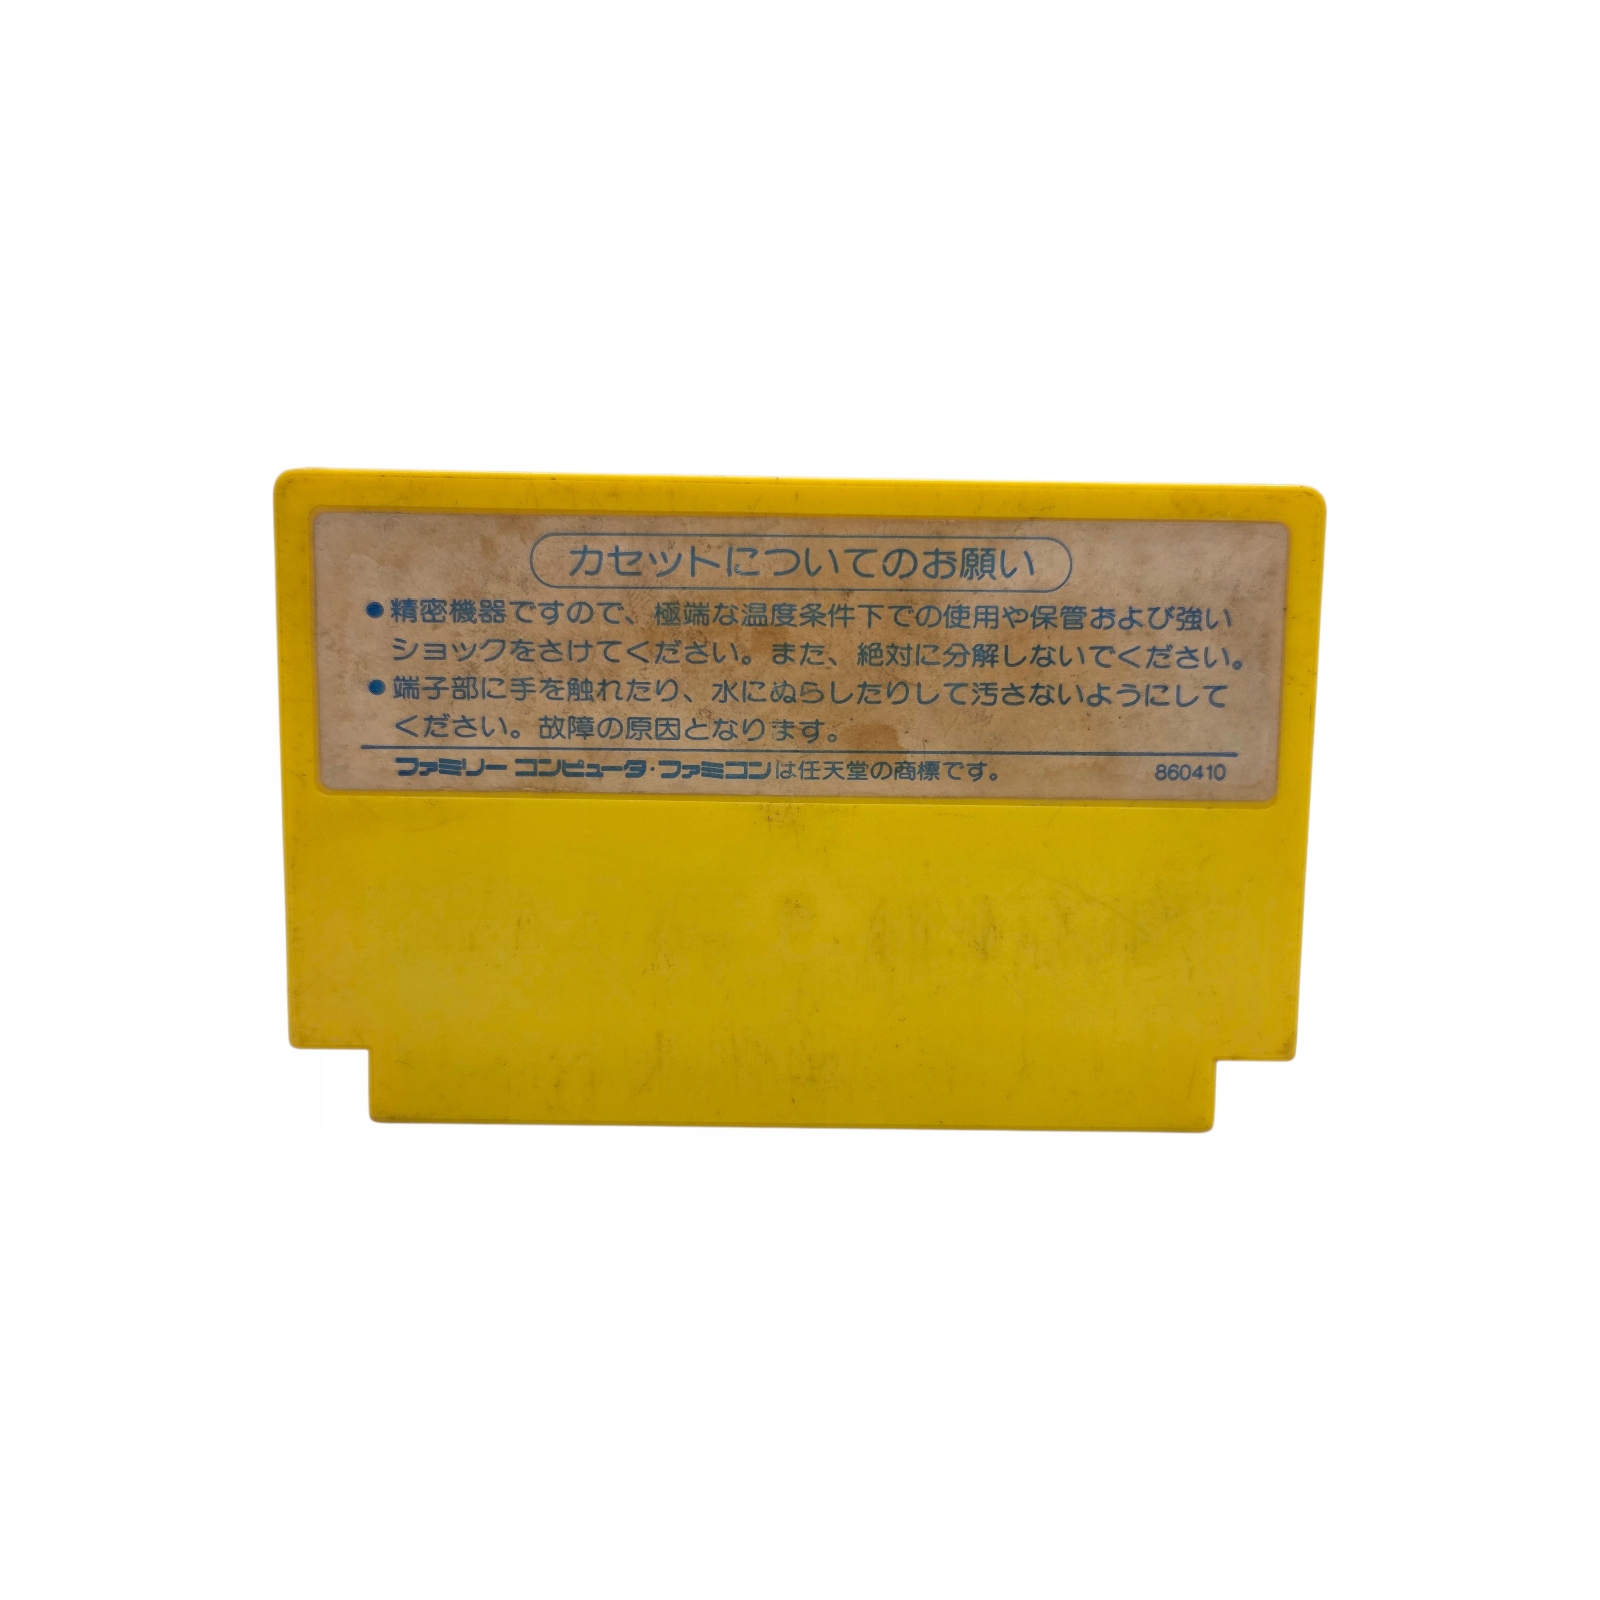 カセットについてのお願い
●精密機器ですので、極端な温度条件下での使用や保管および強い
ショックをさけてください。また、絶対に分解しないでください。
●端子部に手を触れたり、水にぬらしたりして汚さないようにして
ください。故障の原因となります。
ファミリーコンピュータ・ファミコンは任天堂の商標です。 860410